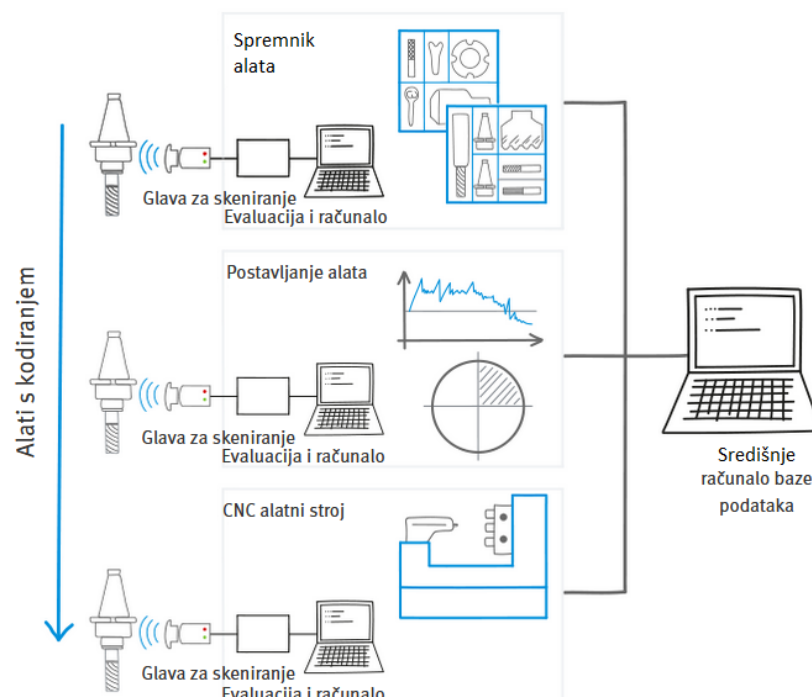 Spremnik
alata
Glava za skeniranje
Evaluacija i računalo
Postavljanje alata
Glava za skeniranje
Evaluacija i računalo
CNC alatni stroj
Glava za skeniranje
Evaluacija i računalo
Alati s kodiranjem
Središnje
računalo baze
podataka